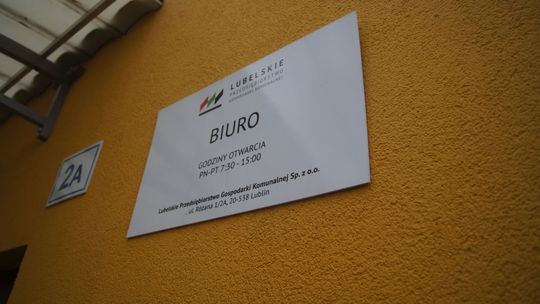 LUBELSKIE
PRZEDSIĘBIORSTWO
GOSPODARKI KOMUNALNEJ
BIURO
GODZINY OTWARCIA
PN-PT 7:30 - 15:00
Lubelskie Przedsiębiorstwo Gospodarki Komunalnej Sp. z o.o.
ul. Różana 1/2A, 20-538 Lublin
2A